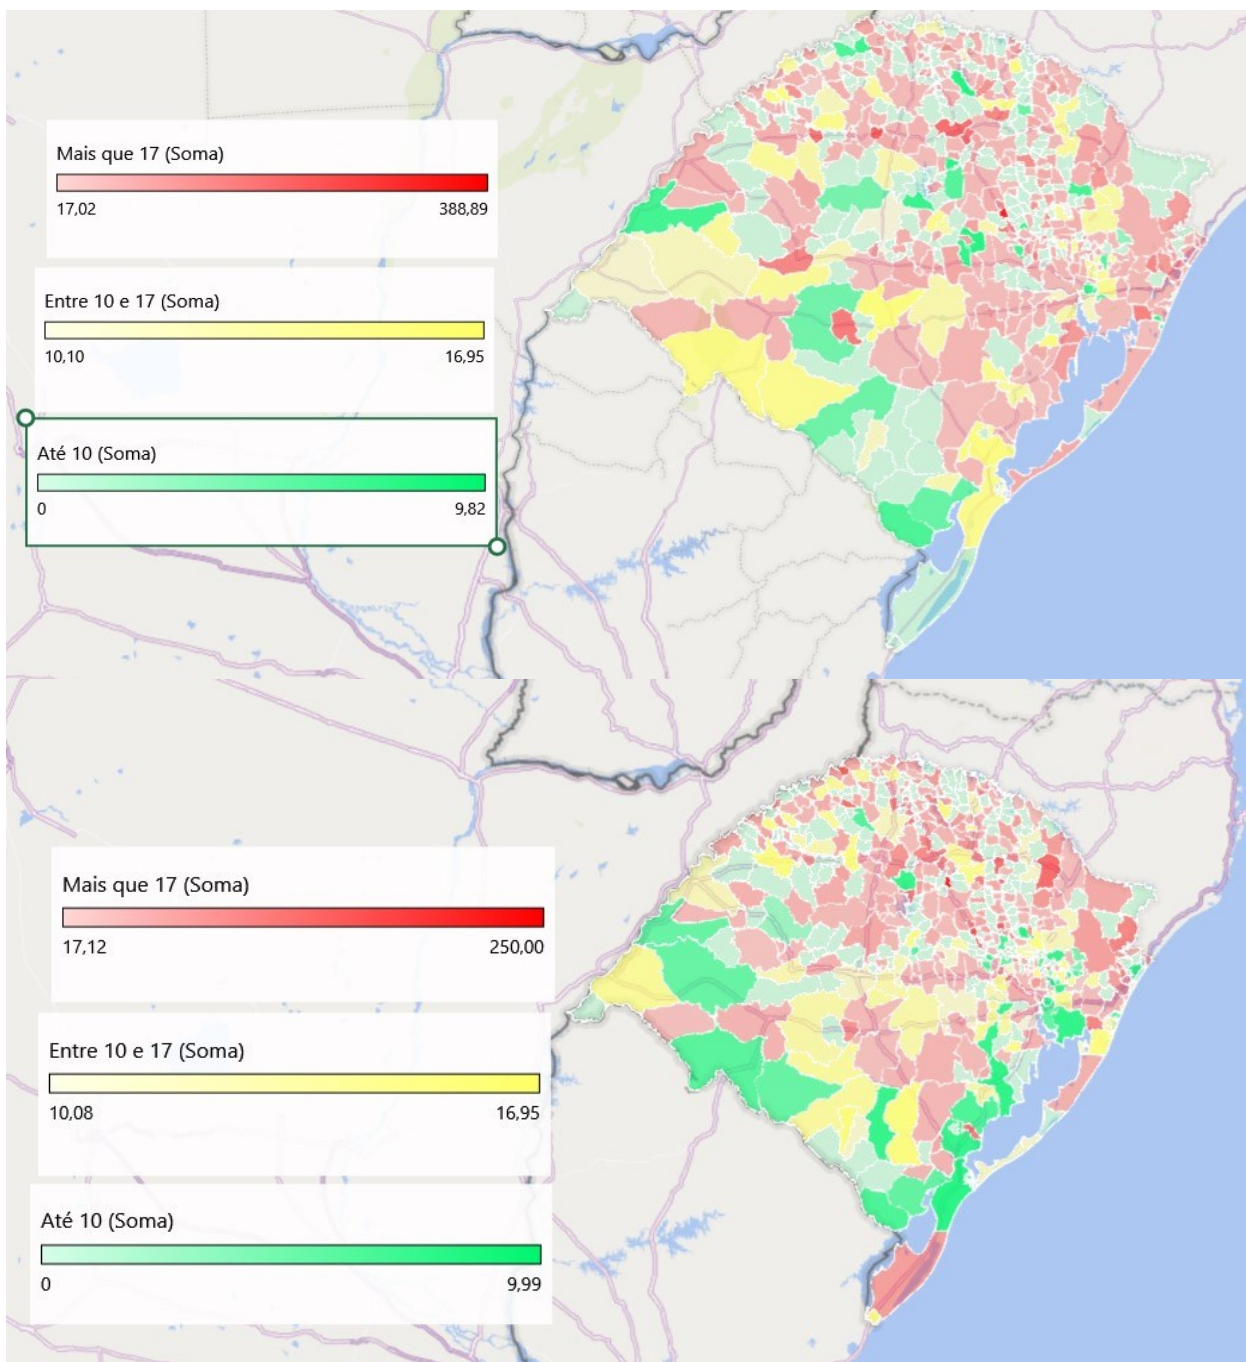 Mais que 17 (Soma)
17,02 388,89
Entre 10 e 17 (Soma)
10,10 16,95
Até 10 (Soma)
0 9,82
Mais que 17 (Soma)
17,12 250,00
Entre 10 e 17 (Soma)
10,08 16,95
Até 10 (Soma)
0 9,99